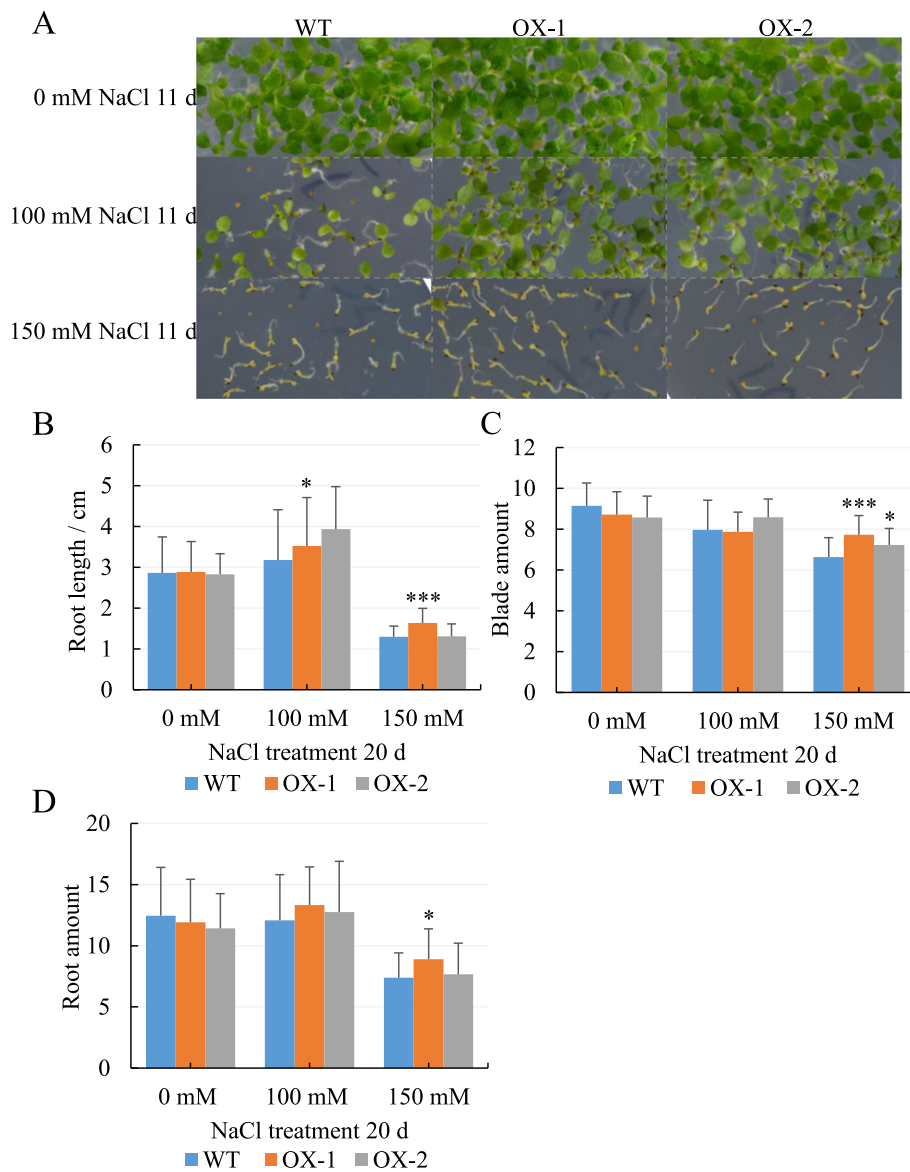 A
WT OX-1 OX-2
0 mM NaCl 11 d
100 mM NaCl 11 d
150 mM NaCl 11 d
B
Root length / cm
6
5
4
3
2
1
0
*
***
0 mM 100 mM 150 mM
NaCl treatment 20 d
WT OX-1 OX-2
C
Blade amount
12
10
8
6
4
2
0
***
*
0 mM 100 mM 150 mM
NaCl treatment 20 d
WT OX-1 OX-2
D
Root amount
20
15
10
5
0
*
0 mM 100 mM 150 mM
NaCl treatment 20 d
WT OX-1 OX-2